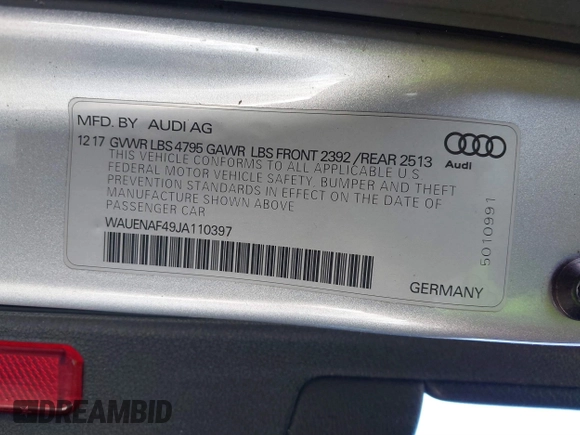 MFD. BY AUDI AG
12 17 GVWR LBS 4795 GAWR LBS FRONT 2392 /REAR 2513
THIS VEHICLE CONFORMS TO ALL APPLICABLE U S
FEDERAL MOTOR VEHICLE SAFETY, BUMPER AND THEFT
PREVENTION STANDARDS IN EFFECT ON THE DATE OF
MANUFACTURE SHOWN ABOVE
PASSENGER CAR
WAUENAF49JA110397
GERMANY
Audi
5010991
DREAMBID